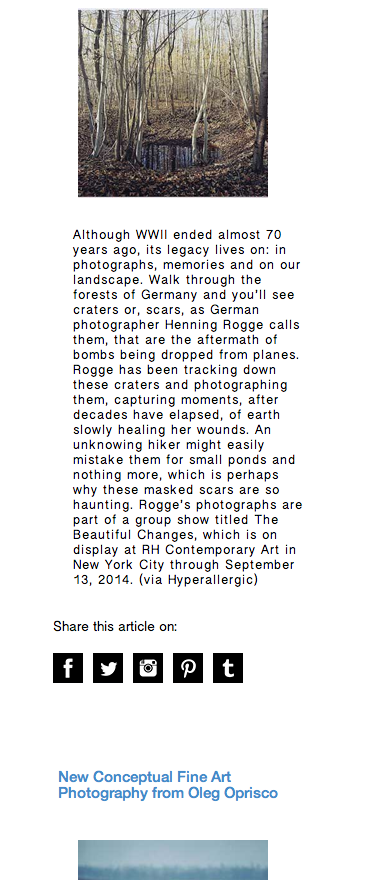 Although WWII ended almost 70
years ago, its legacy lives on: in
photographs, memories and on our
landscape. Walk through the
forests of Germany and you'll see
craters or, scars, as German
photographer Henning Rogge calls
them, that are the aftermath of
bombs being dropped from planes.
Rogge has been tracking down
these craters and photographing
them, capturing moments, after
decades have elapsed, of earth
slowly healing her wounds. An
unknowing hiker might easily
mistake them for small ponds and
nothing more, which is perhaps
why these masked scars are so
haunting. Rogge's photographs are
part of a group show titled The
Beautiful Changes, which is on
display at RH Contemporary Art in
New York City through September
13, 2014. (via Hyperallergic)
Share this article on:
New Conceptual Fine Art
Photography from Oleg Oprisco